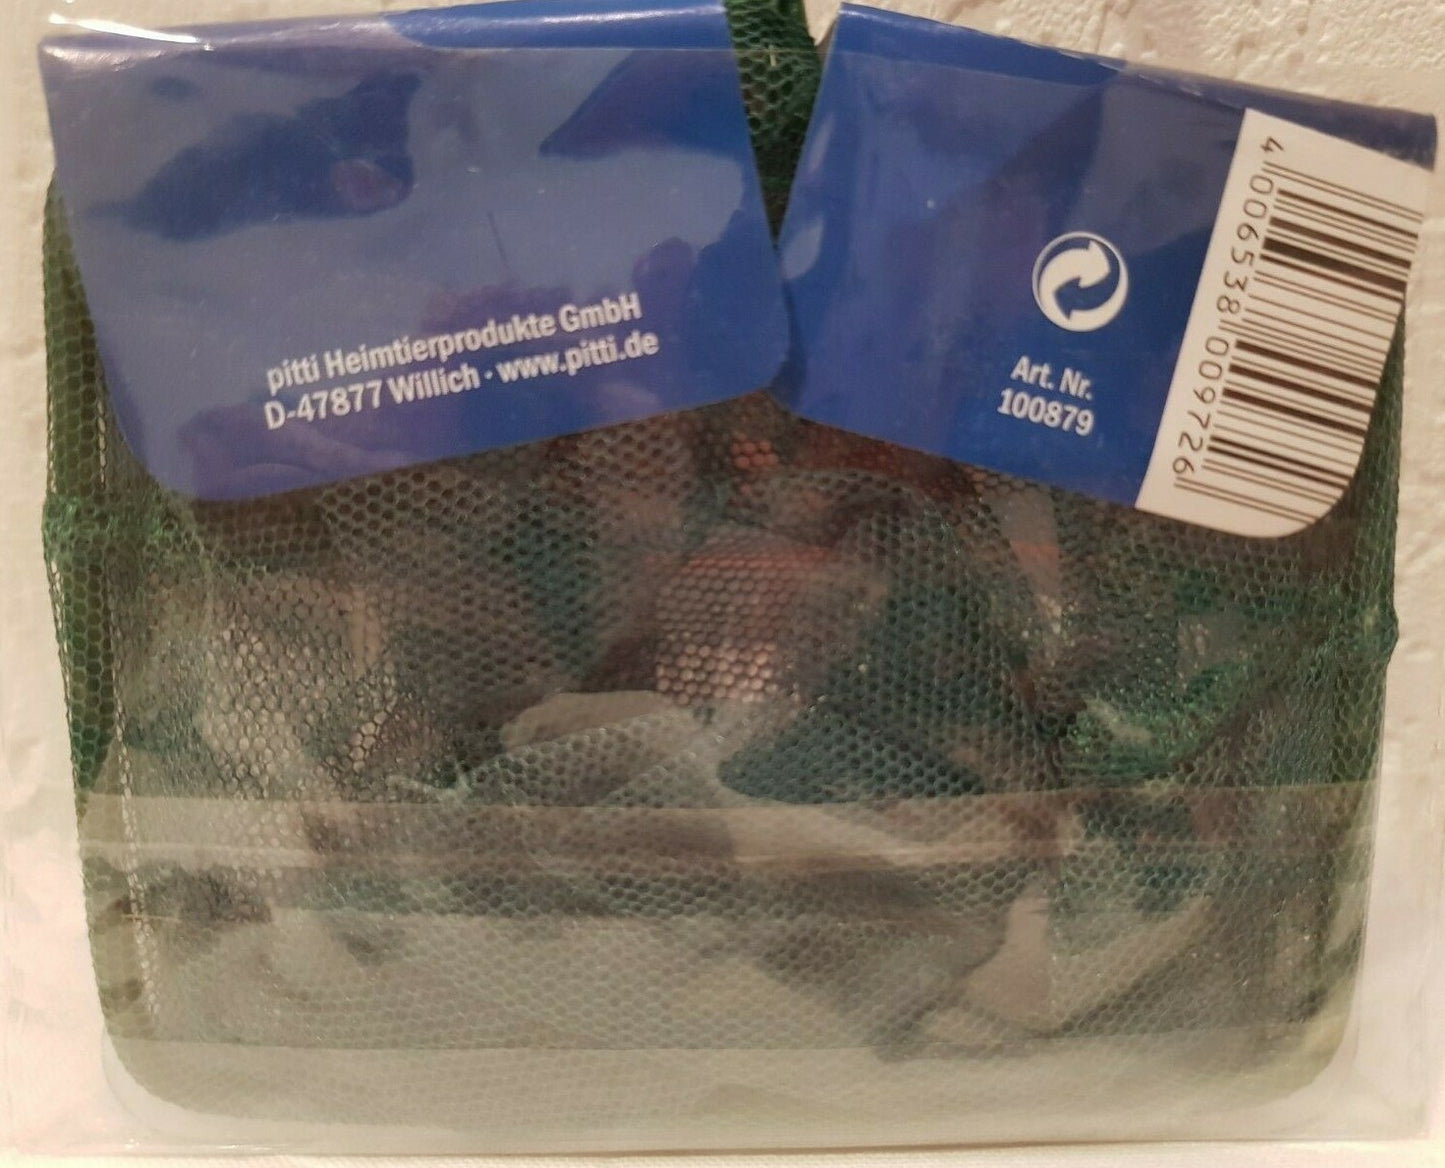 pitti Heimtierprodukte GmbH
D-47877 Willich · www.pitti.de
Art. Nr.
100879
4 006538 009726